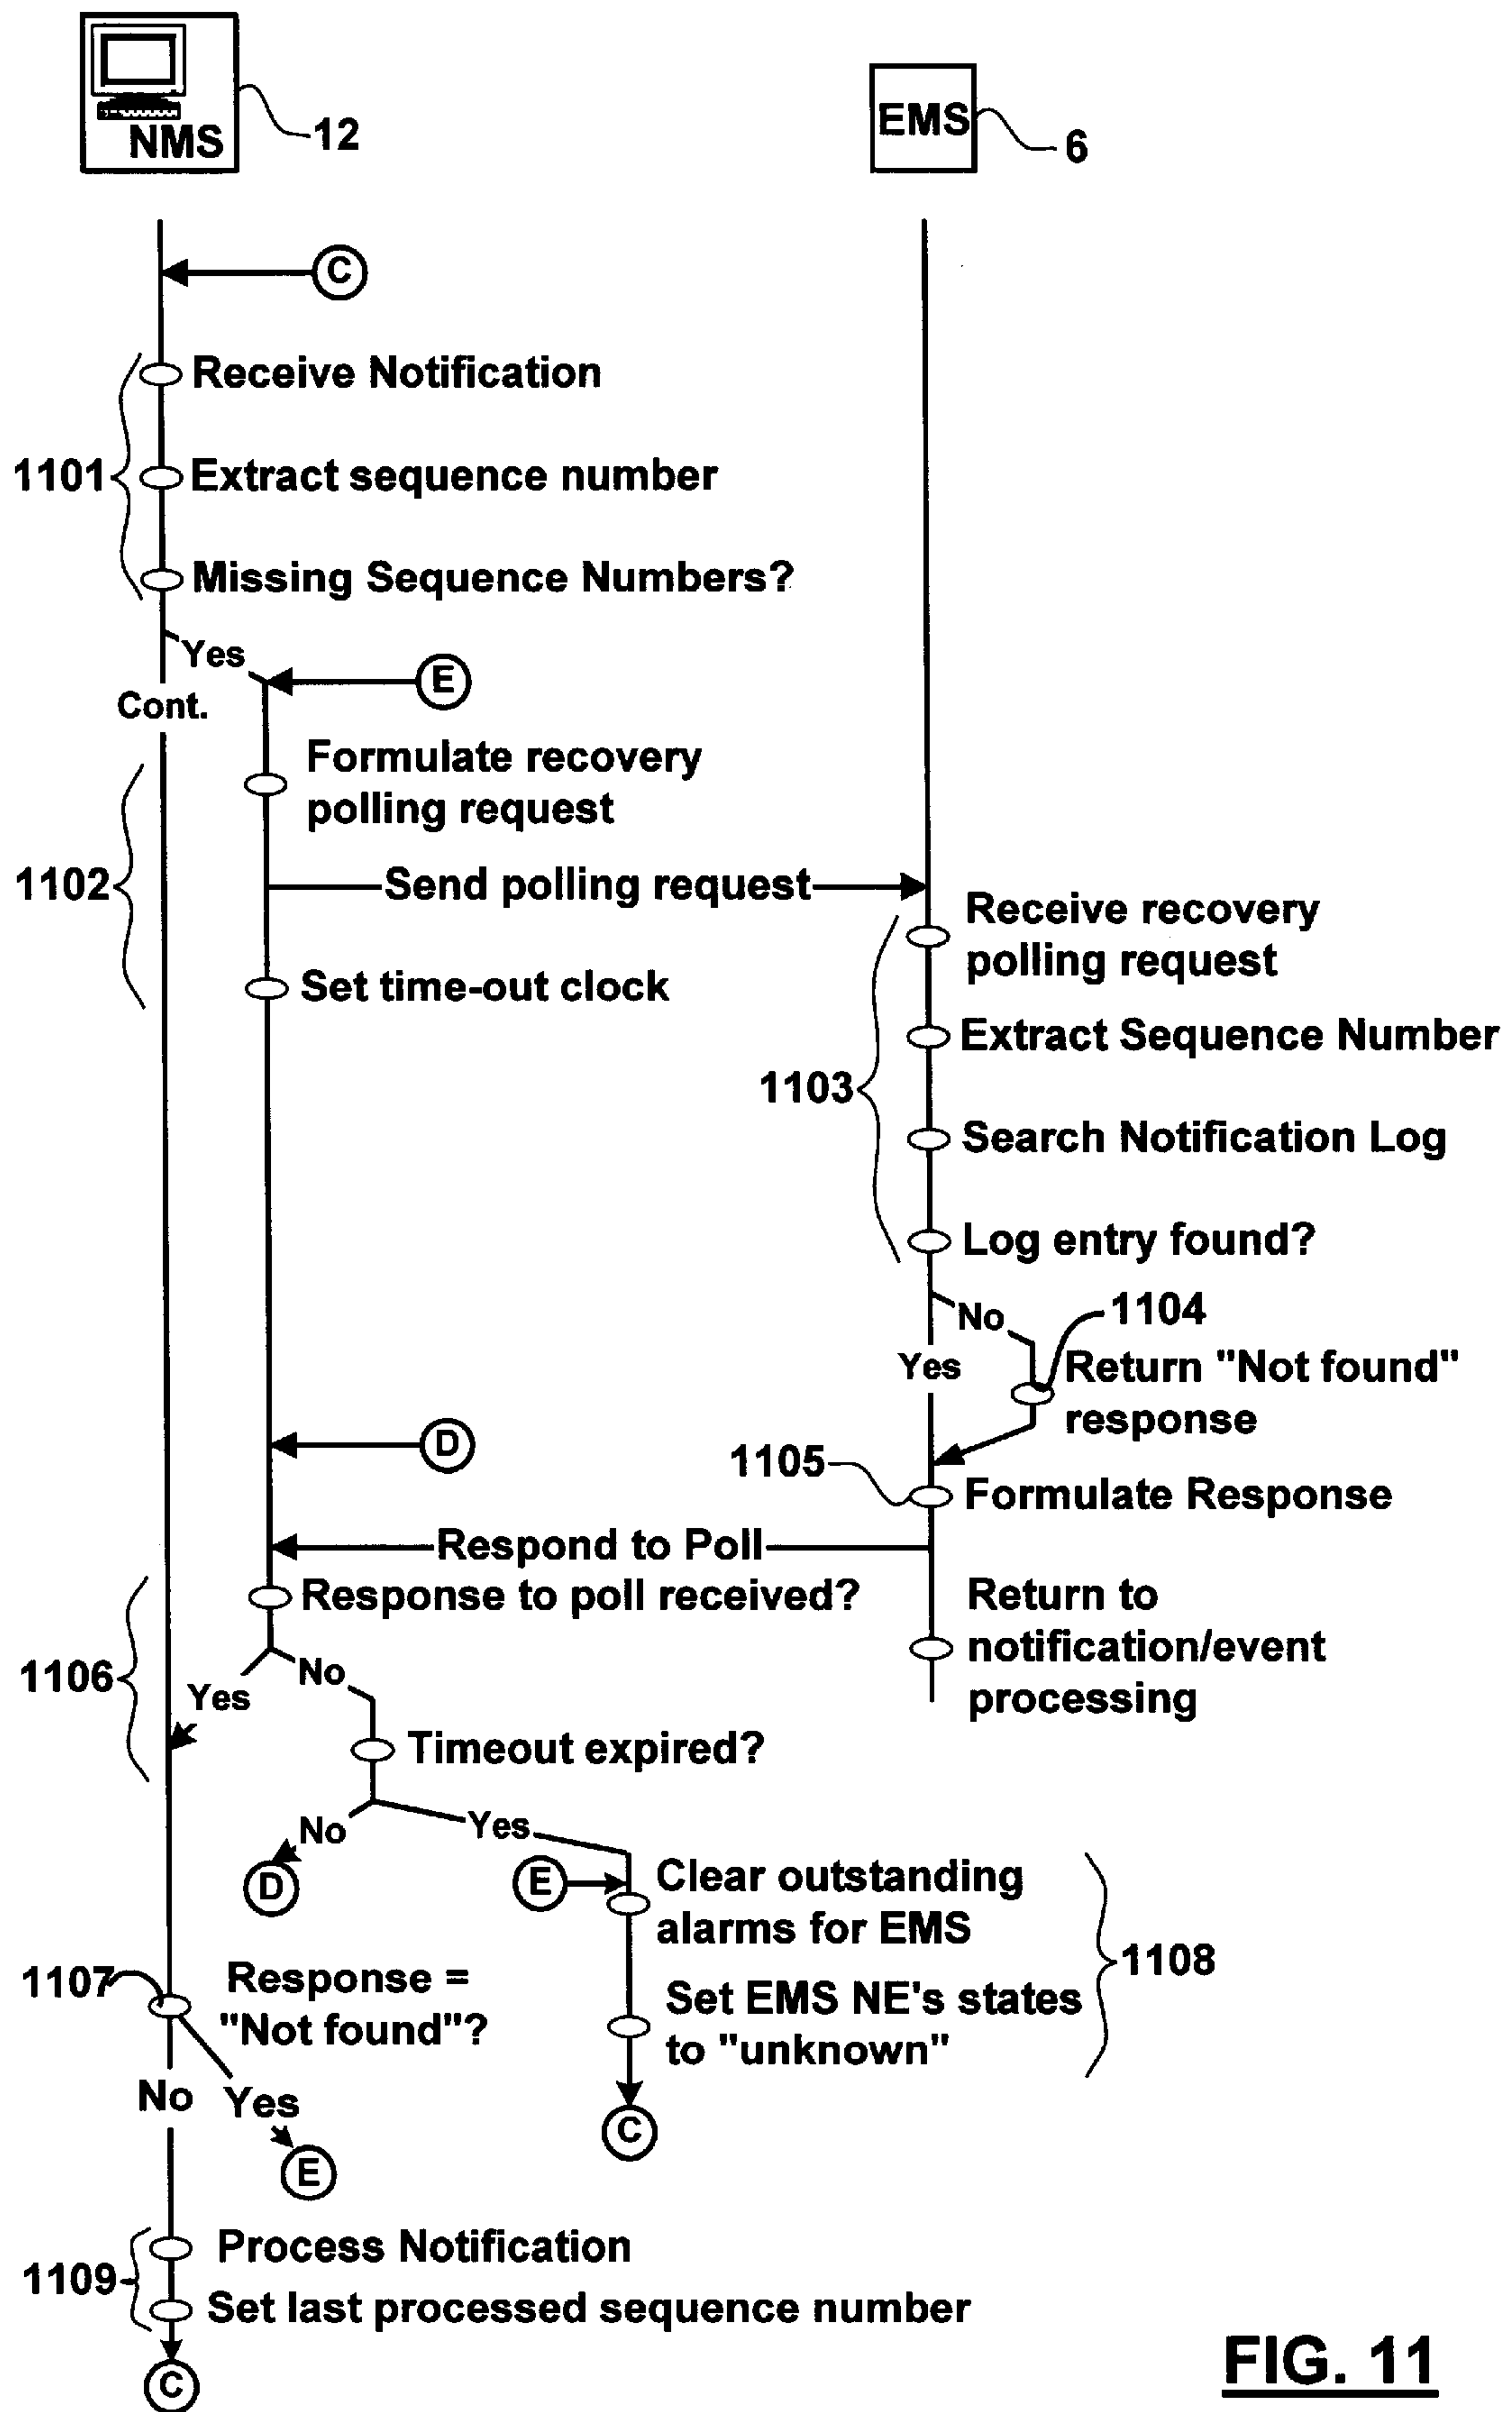 NMS
12
EMS
6
C
Receive Notification
1101
Extract sequence number
Missing Sequence Numbers?
Yes
E
Cont.
Formulate recovery
polling request
1102
Send polling request
Receive recovery
polling request
Set time-out clock
Extract Sequence Number
1103
Search Notification Log
Log entry found?
No
1104
Yes
Return "Not found"
response
D
1105
Formulate Response
Respond to Poll
Response to poll received?
Return to
notification/event
processing
1106
No
Yes
Timeout expired?
No
Yes
D
E
Clear outstanding
alarms for EMS
1108
1107
Response =
"Not found"?
Set EMS NE's states
to "unknown"
No
Yes
C
E
Process Notification
1109
Set last processed sequence number
C
FIG. 11